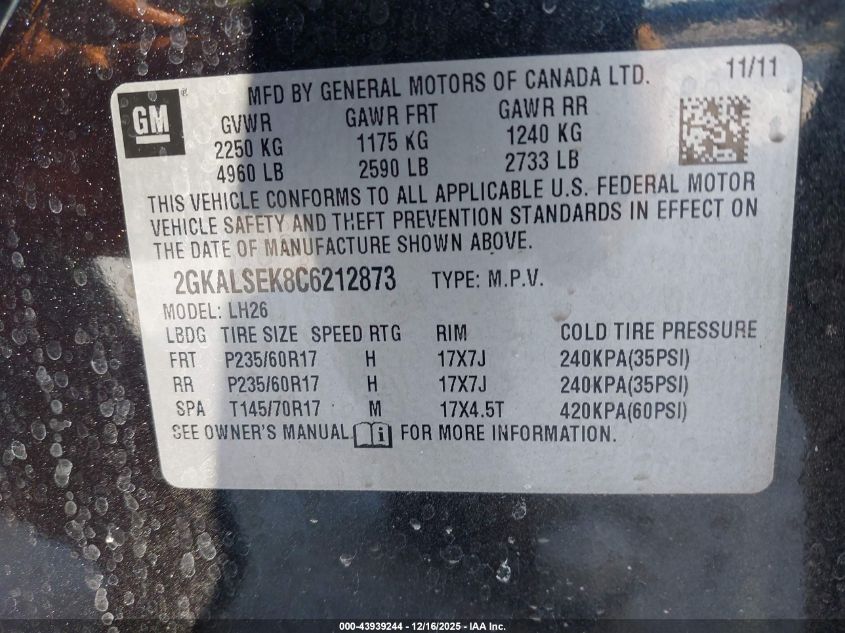 GM ® MFD BY GENERAL MOTORS OF CANADA LTD. 11/11
GVWR GAWR FRT GAWR RR
2250 KG 1175 KG 1240 KG
4960 LB 2590 LB 2733 LB
THIS VEHICLE CONFORMS TO ALL APPLICABLE U.S. FEDERAL MOTOR
VEHICLE SAFETY AND THEFT PREVENTION STANDARDS IN EFFECT ON
THE DATE OF MANUFACTURE SHOWN ABOVE.
2GKALSEK8C6212873 TYPE: M.P.V.
MODEL: LH26
LBDG TIRE SIZE SPEED RTG RIM COLD TIRE PRESSURE
FRT P235/60R17 H 17X7J 240KPA(35PSI)
RR P235/60R17 H 17X7J 240KPA(35PSI)
SPA T145/70R17 M 17X4.5T 420KPA(60PSI)
SEE OWNER'S MANUAL i FOR MORE INFORMATION.
000-43939244 - 12/16/2025 - IAA Inc.